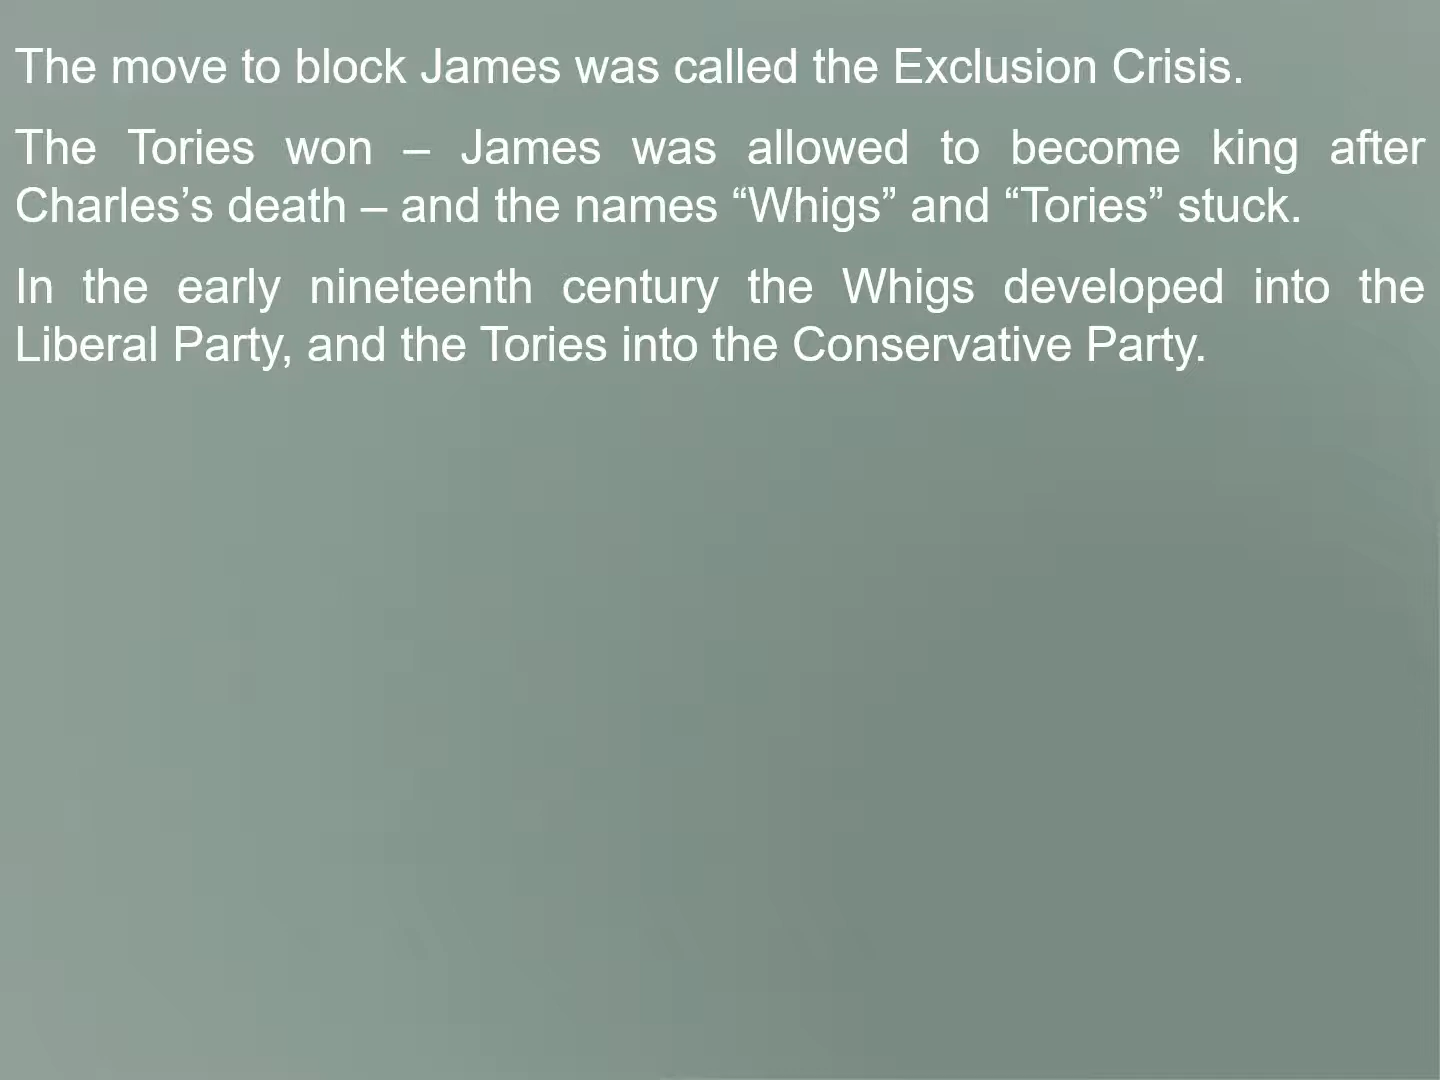 The move to block James was called the Exclusion Crisis.
The Tories won – James was allowed to become king after
Charles’s death – and the names “Whigs” and “Tories” stuck.
In the early nineteenth century the Whigs developed into the
Liberal Party, and the Tories into the Conservative Party.